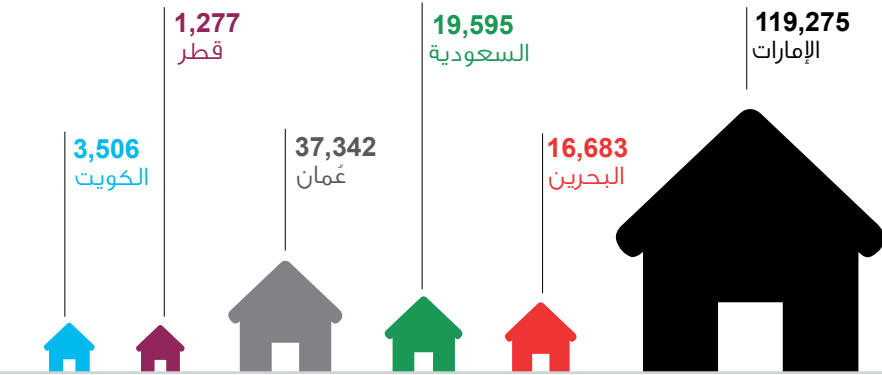 119,275
الإمارات
16,683
البحرين
19,595
السعودية
37,342
عُمان
1,277
قطر
3,506
الكويت